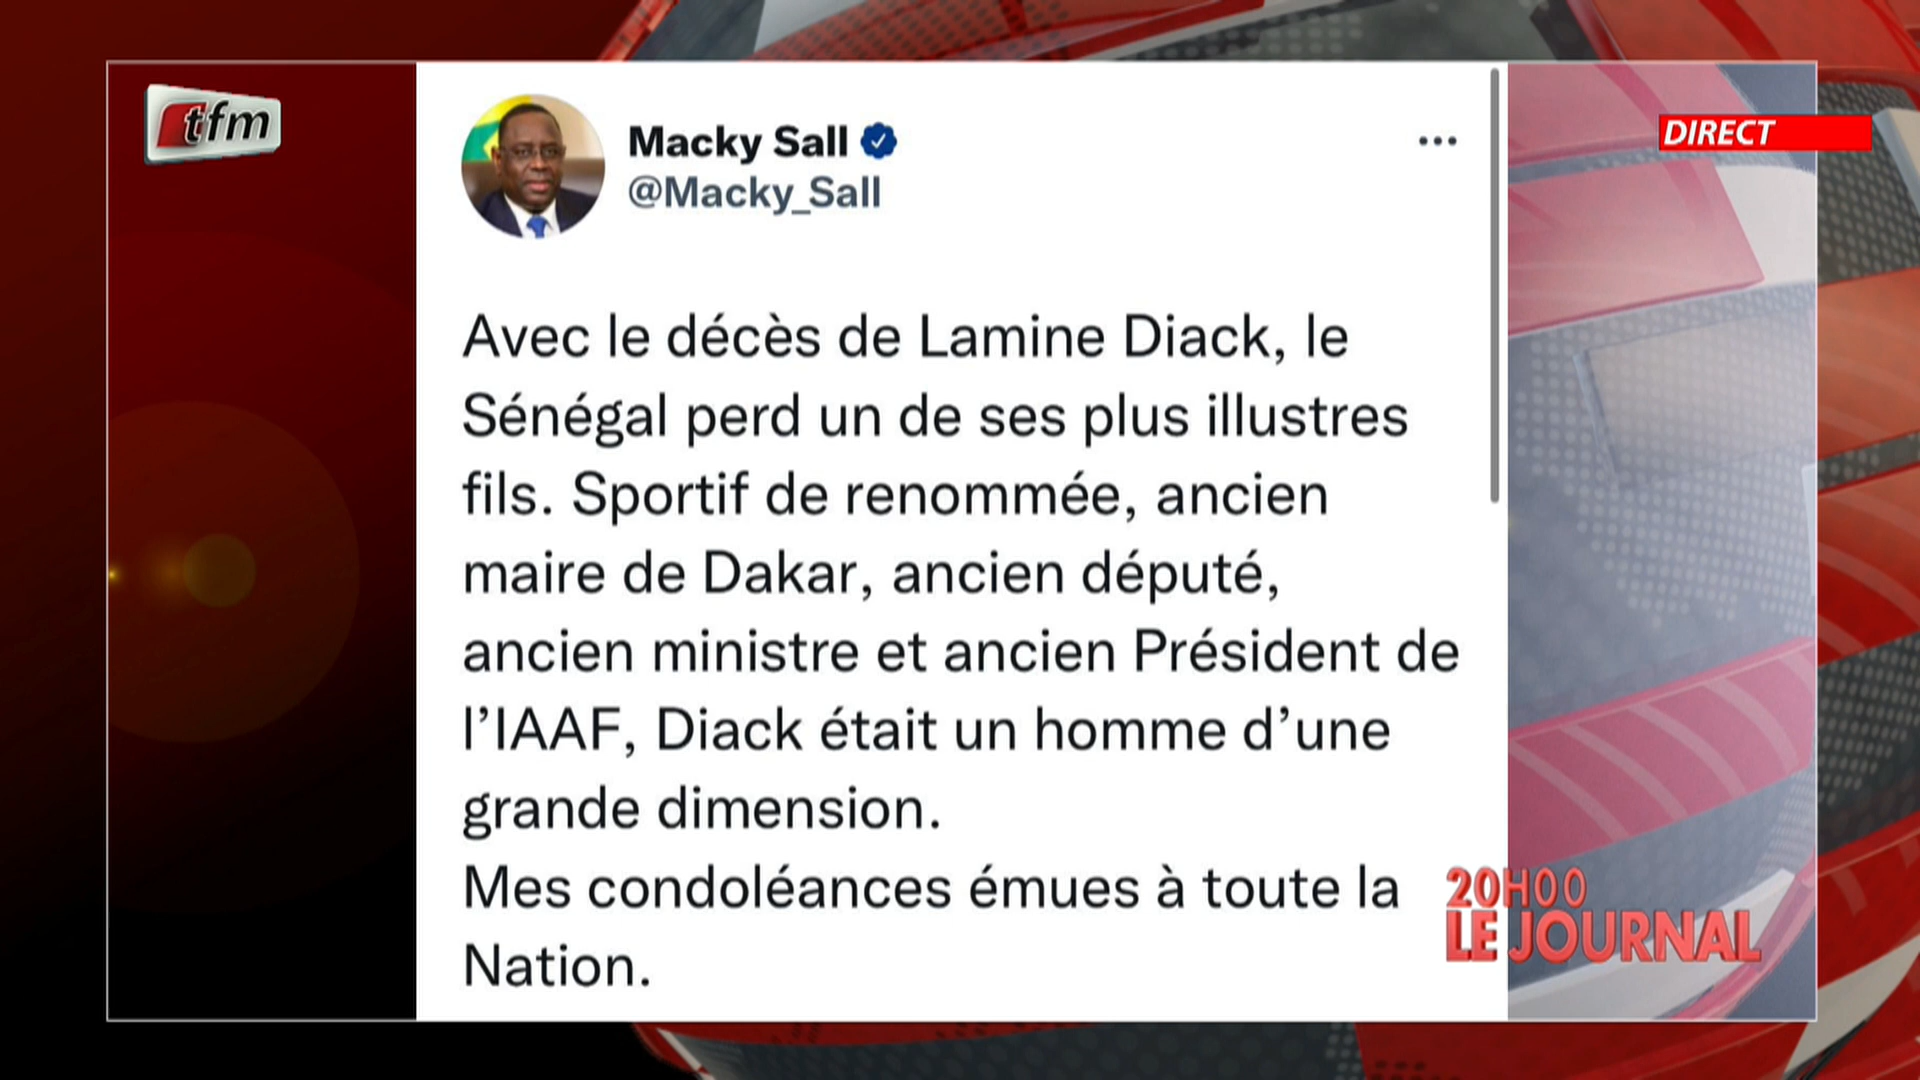 tfm
DIRECT
Macky Sall
@Macky_Sall
Avec le décès de Lamine Diack, le
Sénégal perd un de ses plus illustres
fils. Sportif de renommée, ancien
maire de Dakar, ancien député,
ancien ministre et ancien Président de
l’IAAF, Diack était un homme d’une
grande dimension.
Mes condoléances émues à toute la
Nation.
20H00
LE JOURNAL